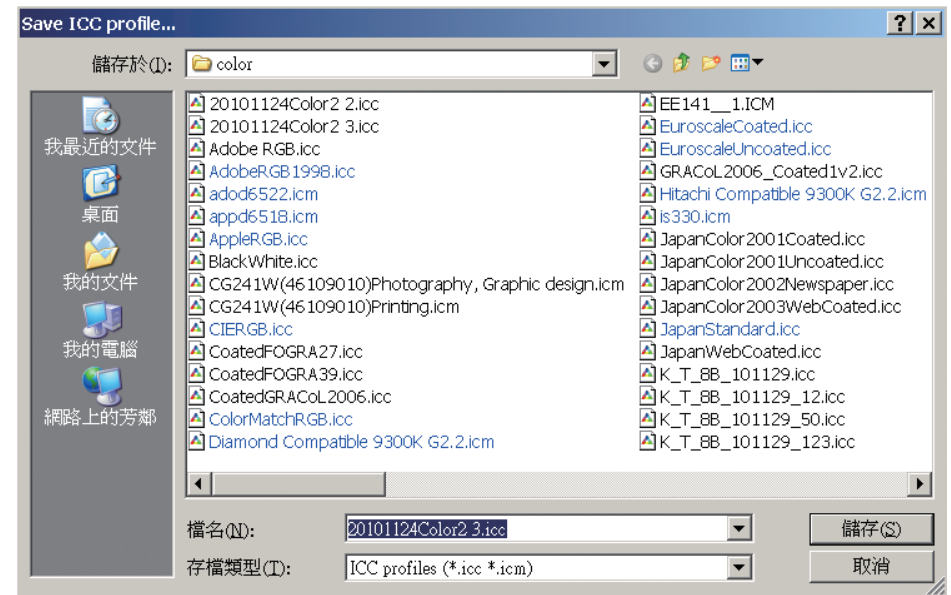 Save ICC profile...
儲存於(I):
color
我最近的文件
桌面
我的文件
我的電腦
網路上的芳鄰
20101124Color2 2.icc
20101124Color2 3.icc
Adobe RGB.icc
AdobeRGB1998.icc
adod6522.icm
appd6518.icm
AppleRGB.icc
BlackWhite.icc
CG241W(46109010)Photography, Graphic design.icm
CG241W(46109010)Printing.icm
CIERGB.icc
CoatedFOGRA27.icc
CoatedFOGRA39.icc
CoatedGRACoL2006.icc
ColorMatchRGB.icc
Diamond Compatible 9300K G2.2.icm
EE141__1.ICM
EuroscaleCoated.icc
EuroscaleUncoated.icc
GRACoL2006_Coated1v2.icc
Hitachi Compatible 9300K G2.2.icm
is330.icm
JapanColor2001Coated.icc
JapanColor2001Uncoated.icc
JapanColor2002Newspaper.icc
JapanColor2003WebCoated.icc
JapanStandard.icc
JapanWebCoated.icc
K_T_8B_101129.icc
K_T_8B_101129_12.icc
K_T_8B_101129_50.icc
K_T_8B_101129_123.icc
檔名(N):
20101124Color2 3.icc
儲存(S)
存檔類型(T):
ICC profiles (*.icc *.icm)
取消